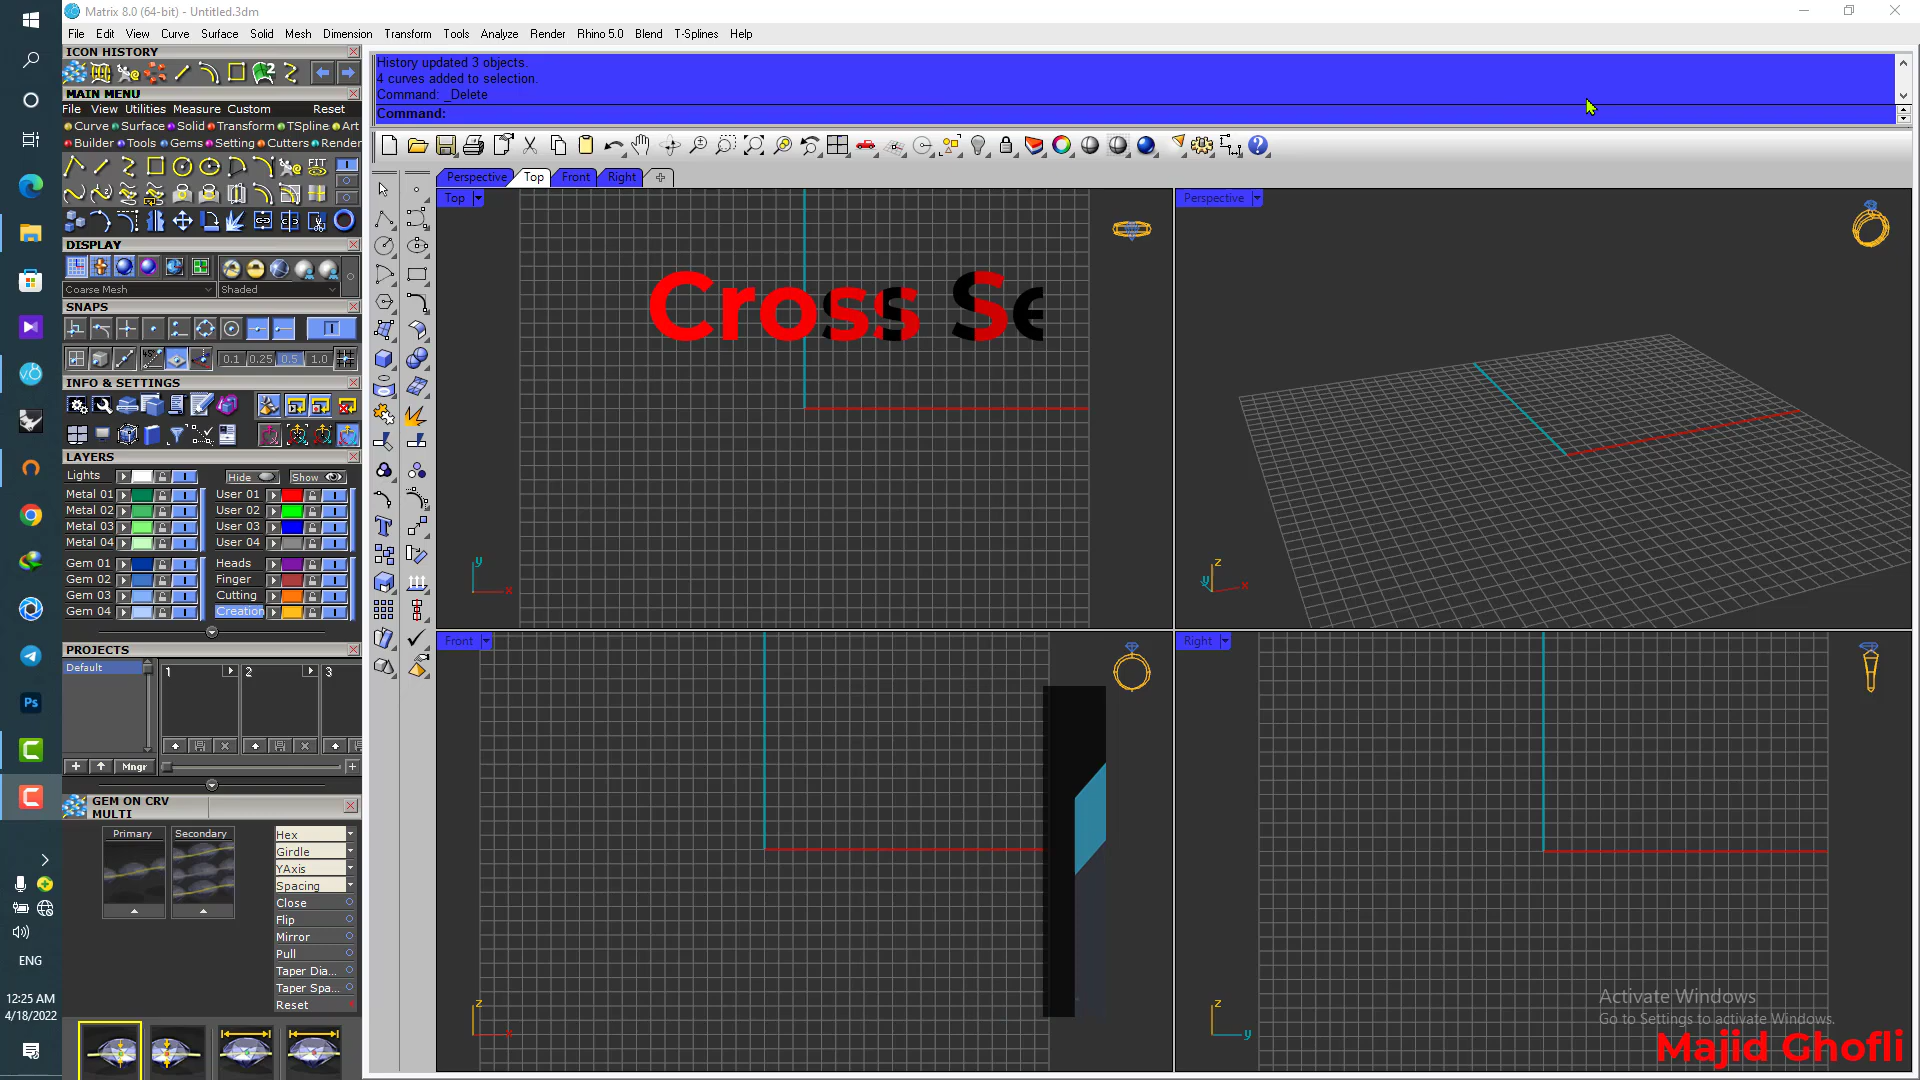 Matrix 8.0 (64-bit) - Untitled.3dm
File Edit View Curve Surface Solid Mesh Dimension Transform Tools Analyze Render Rhino 5.0 Blend T-Splines Help
ICON HISTORY
History updated 3 objects.
4 curves added to selection.
Command: _Delete
Command:
MAIN MENU
File View Utilities Measure Custom Reset
Curve Surface Solid Transform TSpline Art
Builder Tools Gems Setting Cutters Render
FIT
Perspective Top Front Right
DISPLAY
Coarse Mesh Shaded
SNAPS
45°
0.1 0.25 0.5 1.0
INFO & SETTINGS
LAYERS
Lights Hide Show
Metal 01 User 01
Metal 02 User 02
Metal 03 User 03
Metal 04 User 04
Gem 01 Heads
Gem 02 Finger
Gem 03 Cutting
Gem 04 Creation
PROJECTS
Default 1 2 3
Mngr
GEM ON CRV
MULTI
Primary Secondary
Hex
Girdle
YAxis
Spacing
Close
Flip
Mirror
Pull
Taper Dia...
Taper Spa...
Reset
Top
Cross Se
y
x
Perspective
z
y
x
Front
z
x
Right
z
y
Activate Windows
Go to Settings to activate Windows.
Majid Ghofli
Ps
ENG
12:25 AM
4/18/2022